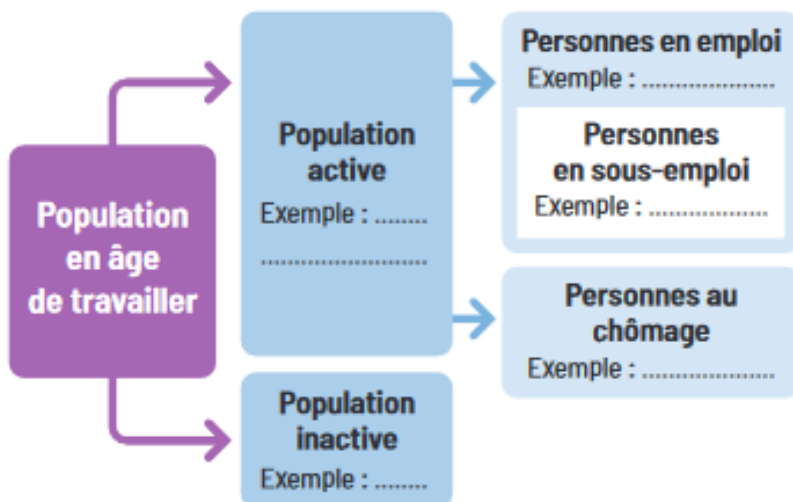 Population
en âge
de travailler
Population
active
Exemple : ........
.........................
Population
inactive
Exemple : ........
Personnes en emploi
Exemple : ....................
Personnes
en sous-emploi
Exemple : ..................
Personnes au
chômage
Exemple : ....................